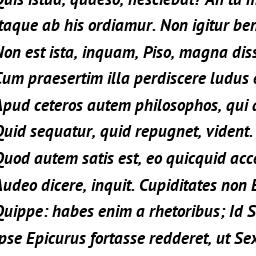 Quis istud, quaeso, nesciebat? An tu m
Itaque ab his ordiamur. Non igitur ben
Non est ista, inquam, Piso, magna diss
Cum praesertim illa perdiscere ludus e
Apud ceteros autem philosophos, qui q
Quid sequatur, quid repugnet, vident.
Quod autem satis est, eo quicquid acce
Audeo dicere, inquit. Cupiditates non E
Quippe: habes enim a rhetoribus; Id S
Ipse Epicurus fortasse redderet, ut Sex